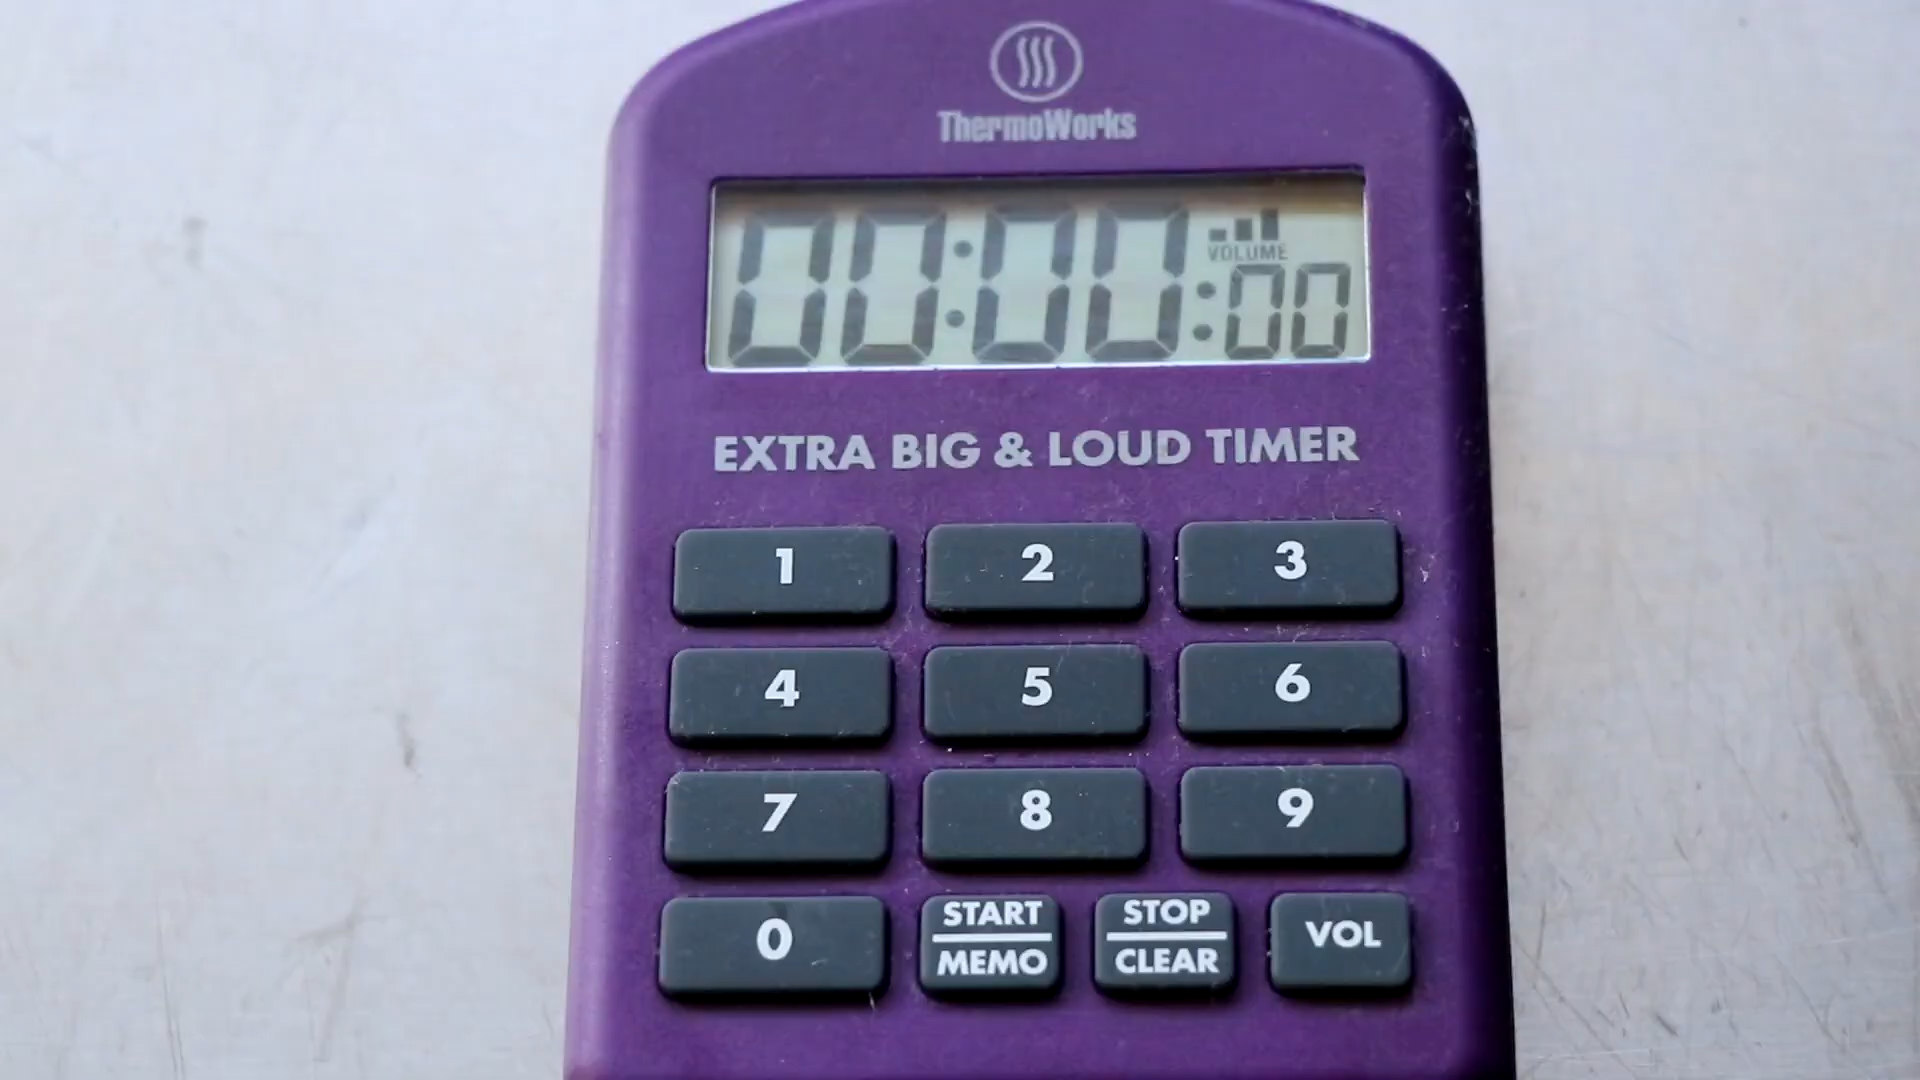 ThermoWorks
00:00:00
VOLUME
EXTRA BIG & LOUD TIMER
1 2 3
4 5 6
7 8 9
0 START MEMO STOP CLEAR VOL